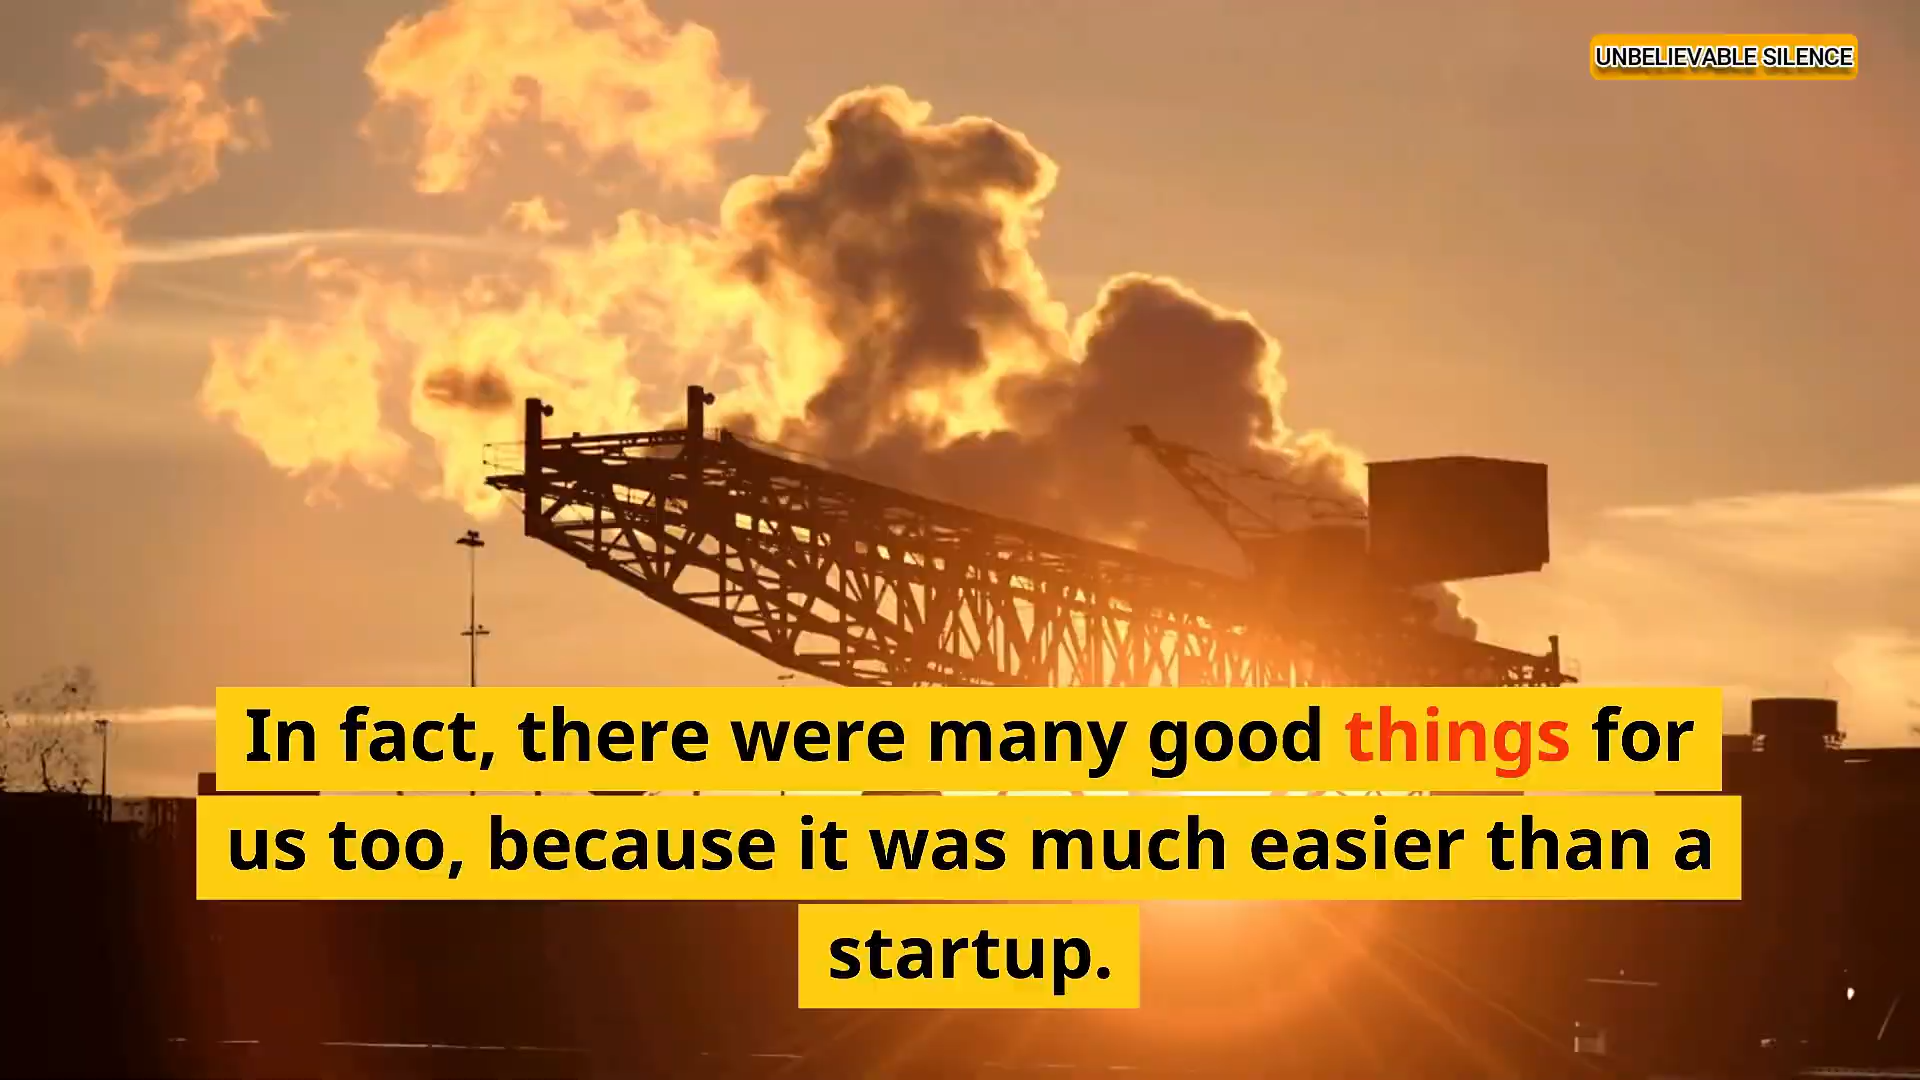 UNBELIEVABLE SILENCE
In fact, there were many good things for
us too, because it was much easier than a
startup.